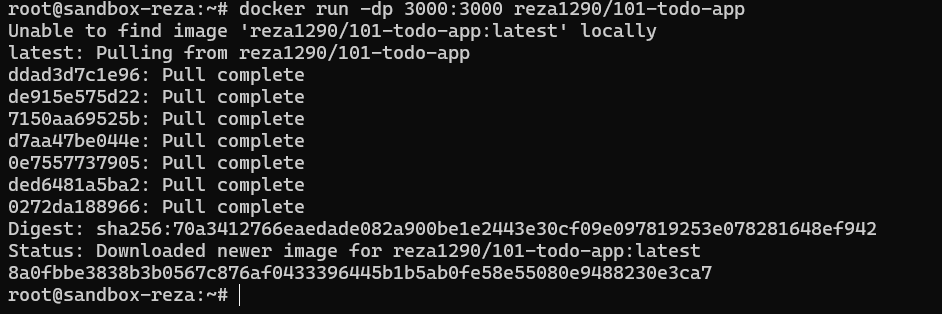 root@sandbox-reza:~# docker run -dp 3000:3000 reza1290/101-todo-app
Unable to find image 'reza1290/101-todo-app:latest' locally
latest: Pulling from reza1290/101-todo-app
ddad3d7c1e96: Pull complete
de915e575d22: Pull complete
7150aa69525b: Pull complete
d7aa47be044e: Pull complete
0e7557737905: Pull complete
ded6481a5ba2: Pull complete
0272da188966: Pull complete
Digest: sha256:70a3412766eaedade082a900be1e2443e30cf09e097819253e078281648ef942
Status: Downloaded newer image for reza1290/101-todo-app:latest
8a0fbbe3838b3b0567c876af0433396445b1b5ab0fe58e55080e9488230e3ca7
root@sandbox-reza:~#